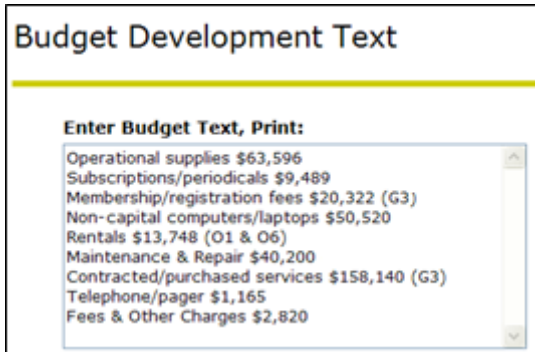 Budget Development Text
Enter Budget Text, Print:
Operational supplies $63,596
Subscriptions/periodicals $9,489
Membership/registration fees $20,322 (G3)
Non-capital computers/laptops $50,520
Rentals $13,748 (O1 & O6)
Maintenance & Repair $40,200
Contracted/purchased services $158,140 (G3)
Telephone/pager $1,165
Fees & Other Charges $2,820